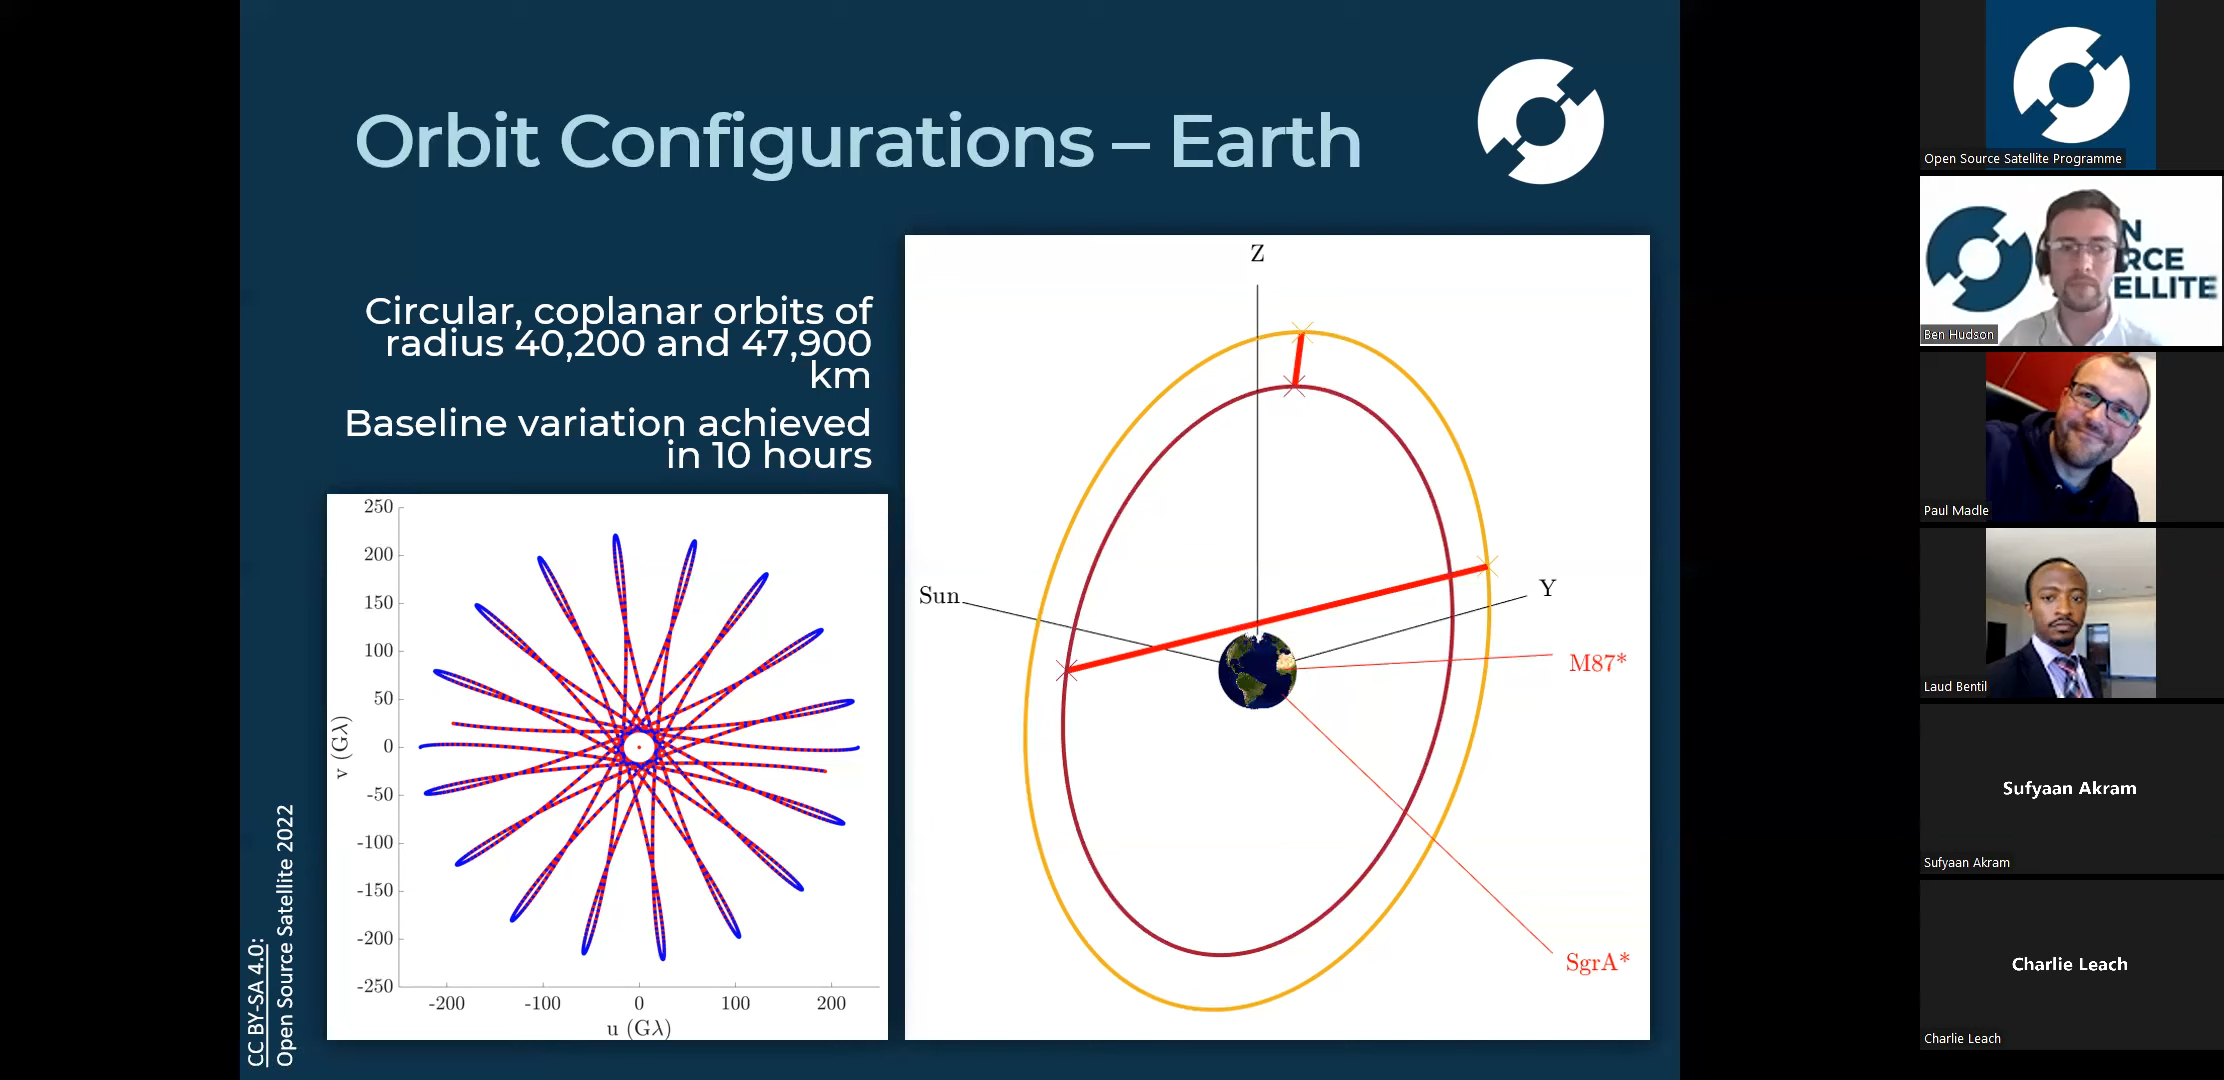 Orbit Configurations – Earth
Circular, coplanar orbits of
radius 40,200 and 47,900
km
Baseline variation achieved
in 10 hours
250
200
150
100
50
0
-50
-100
-150
-200
-250
v (Gλ)
-200
-100
0
100
200
u (Gλ)
Z
Sun
Y
M87*
SgrA*
CC BY-SA 4.0:
Open Source Satellite 2022
Open Source Satellite Programme
N
RCE
ELLITE
Ben Hudson
Paul Madle
Laud Bentil
Sufyaan Akram
Sufyaan Akram
Charlie Leach
Charlie Leach